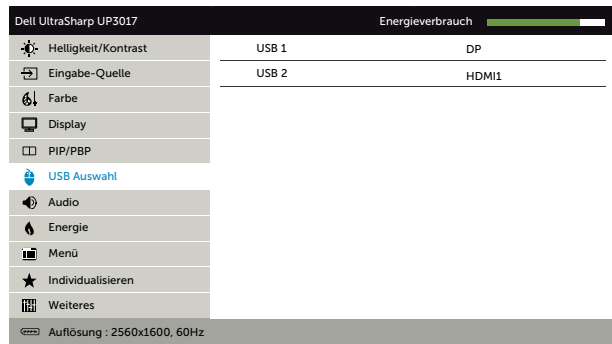 Dell UltraSharp UP3017 Energieverbrauch
Helligkeit/Kontrast USB 1 DP
Eingabe-Quelle USB 2 HDMI1
Farbe
Display
PIP/PBP
USB Auswahl
Audio
Energie
Menü
Individualisieren
Weiteres
Auflösung : 2560x1600, 60Hz